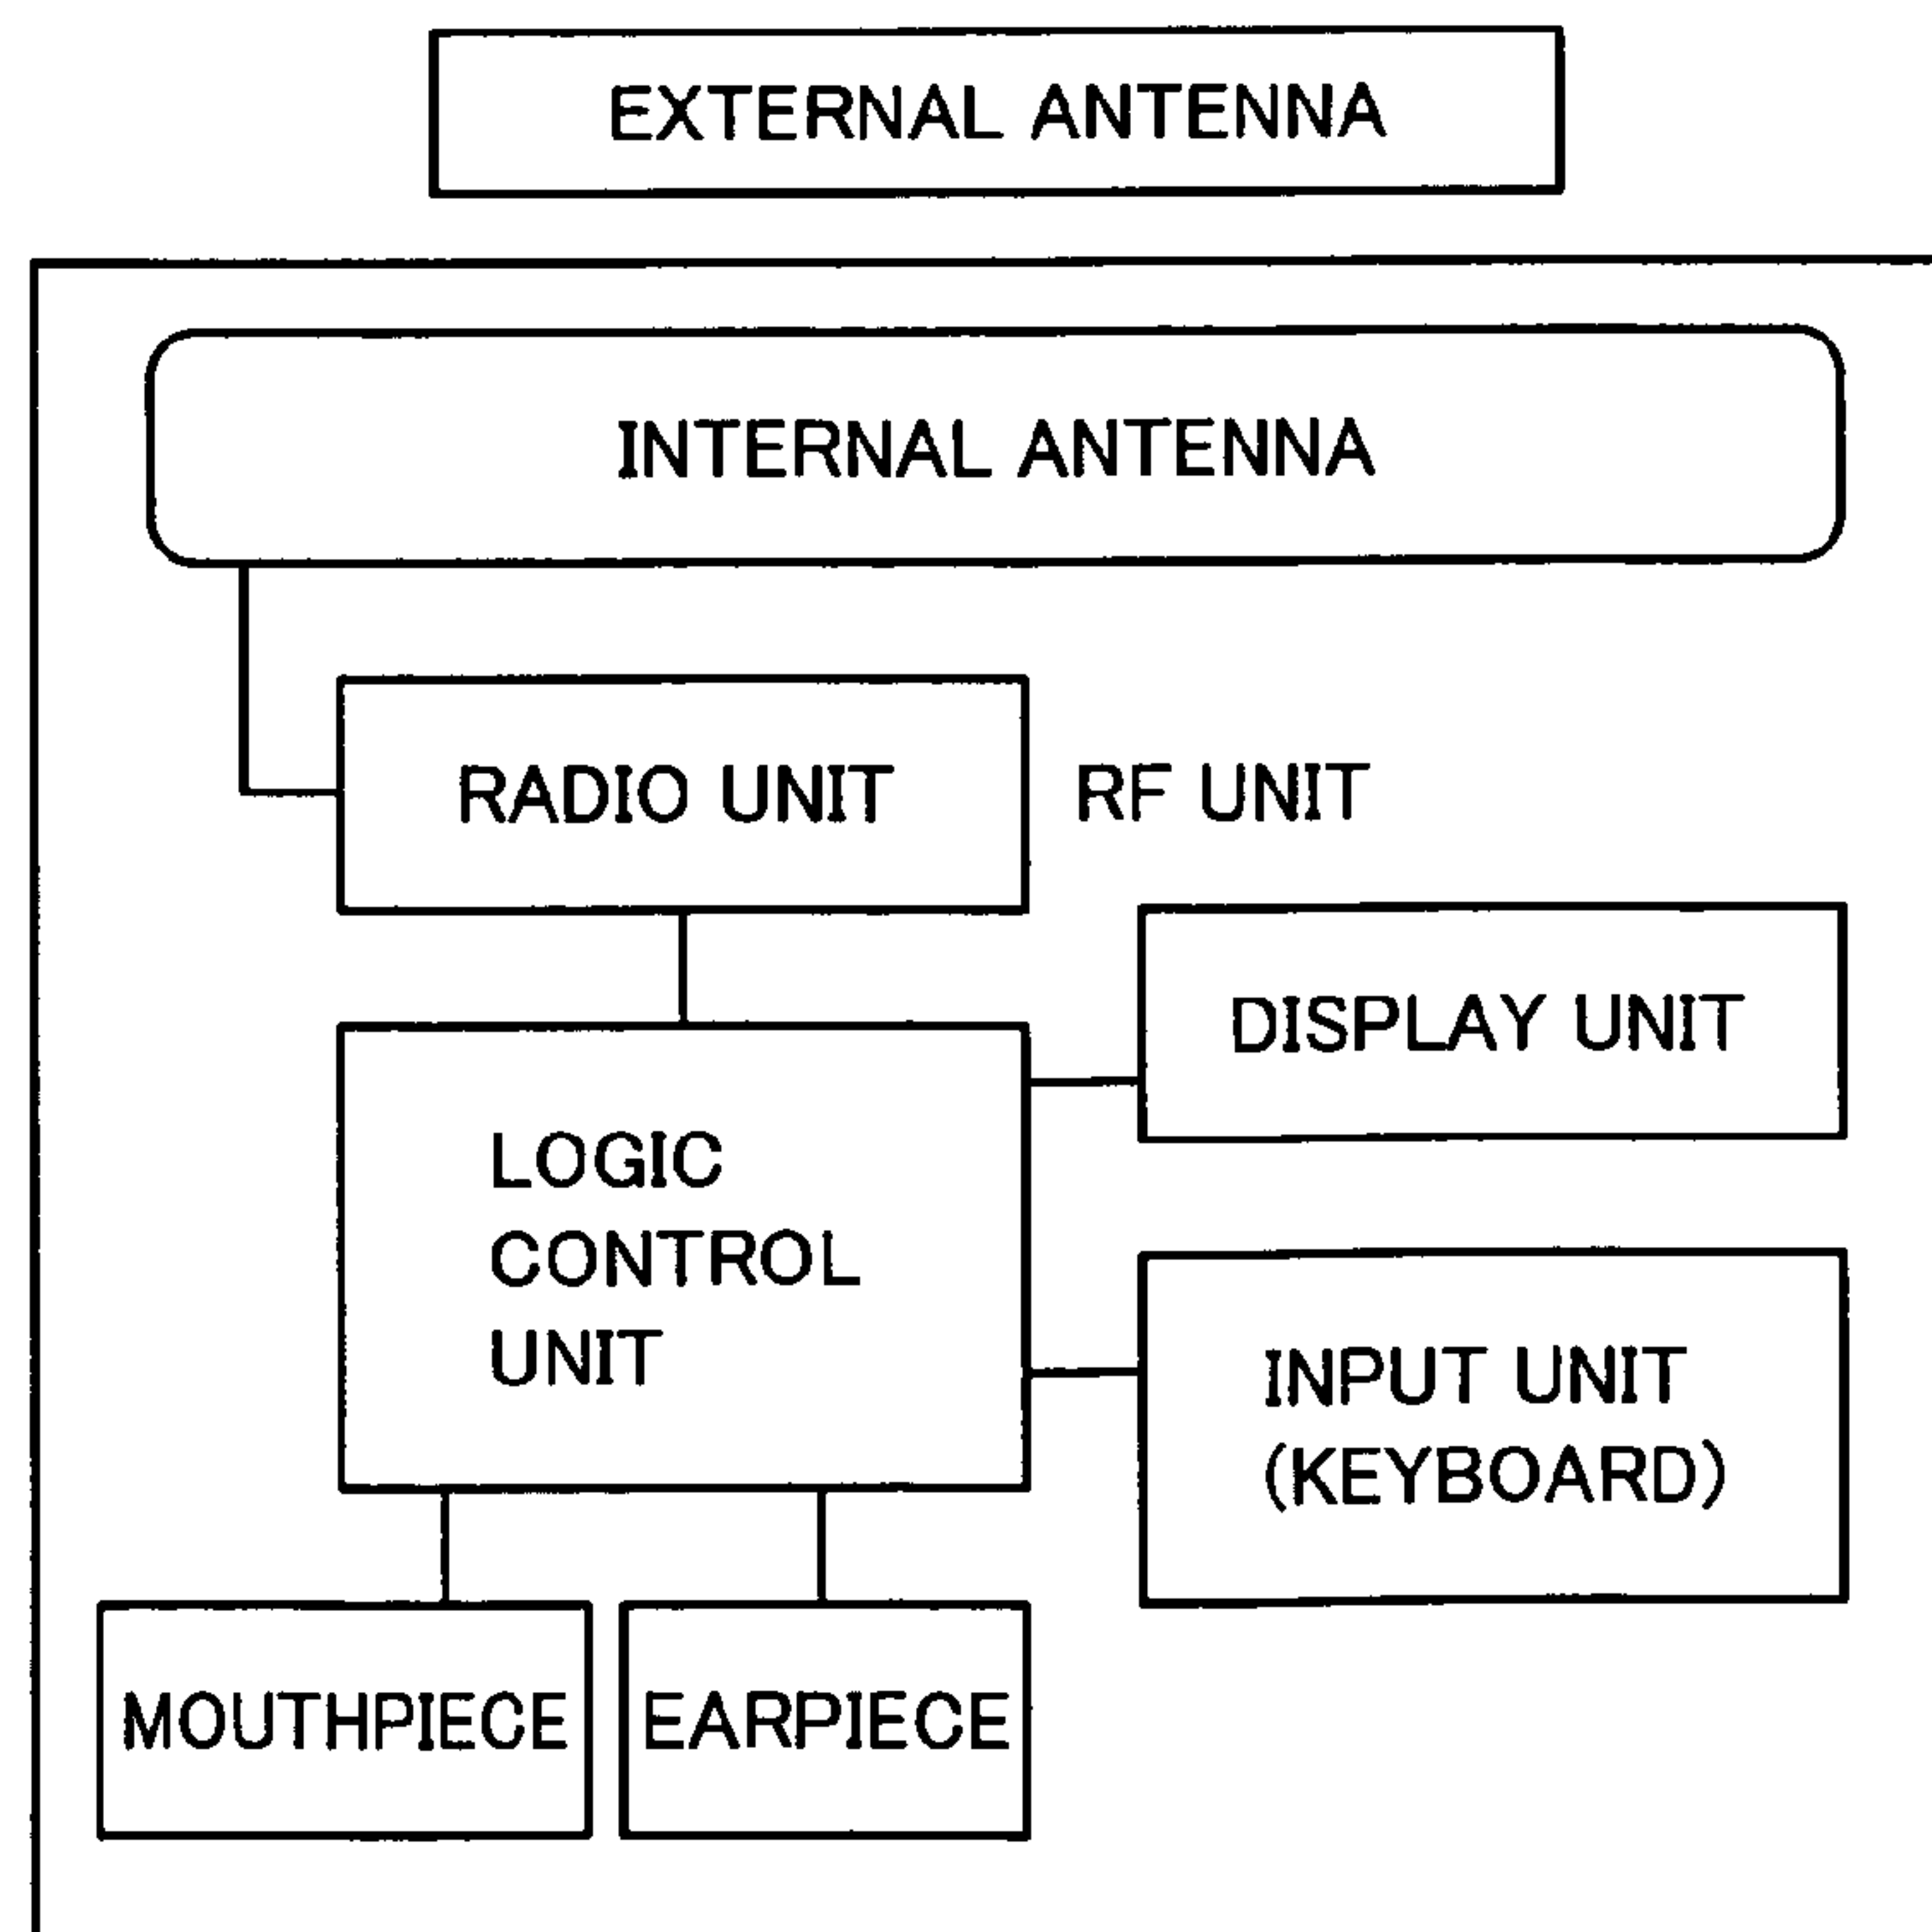 EXTERNAL ANTENNA
INTERNAL ANTENNA
RADIO UNIT
RF UNIT
DISPLAY UNIT
LOGIC
CONTROL
UNIT
INPUT UNIT
(KEYBOARD)
MOUTHPIECE
EARPIECE